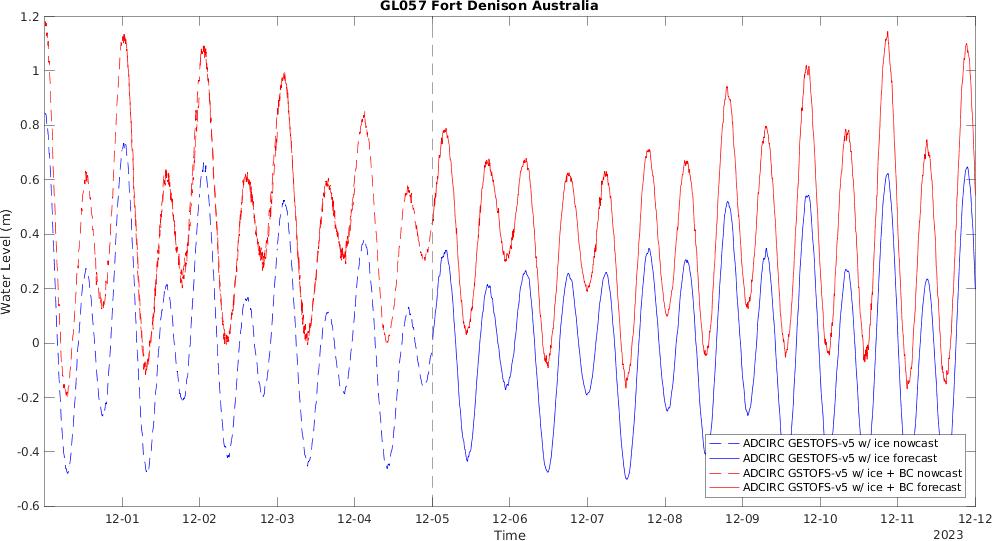 GL057 Fort Denison Australia
1.2
1
0.8
0.6
0.4
0.2
0
-0.2
-0.4
-0.6
Water Level (m)
ADCIRC GESTOFS-v5 w/ ice nowcast
ADCIRC GESTOFS-v5 w/ ice forecast
ADCIRC GSTOFS-v5 w/ ice + BC nowcast
ADCIRC GSTOFS-v5 w/ ice + BC forecast
12-01 12-02 12-03 12-04 12-05 12-06 12-07 12-08 12-09 12-10 12-11 12-12
Time
2023